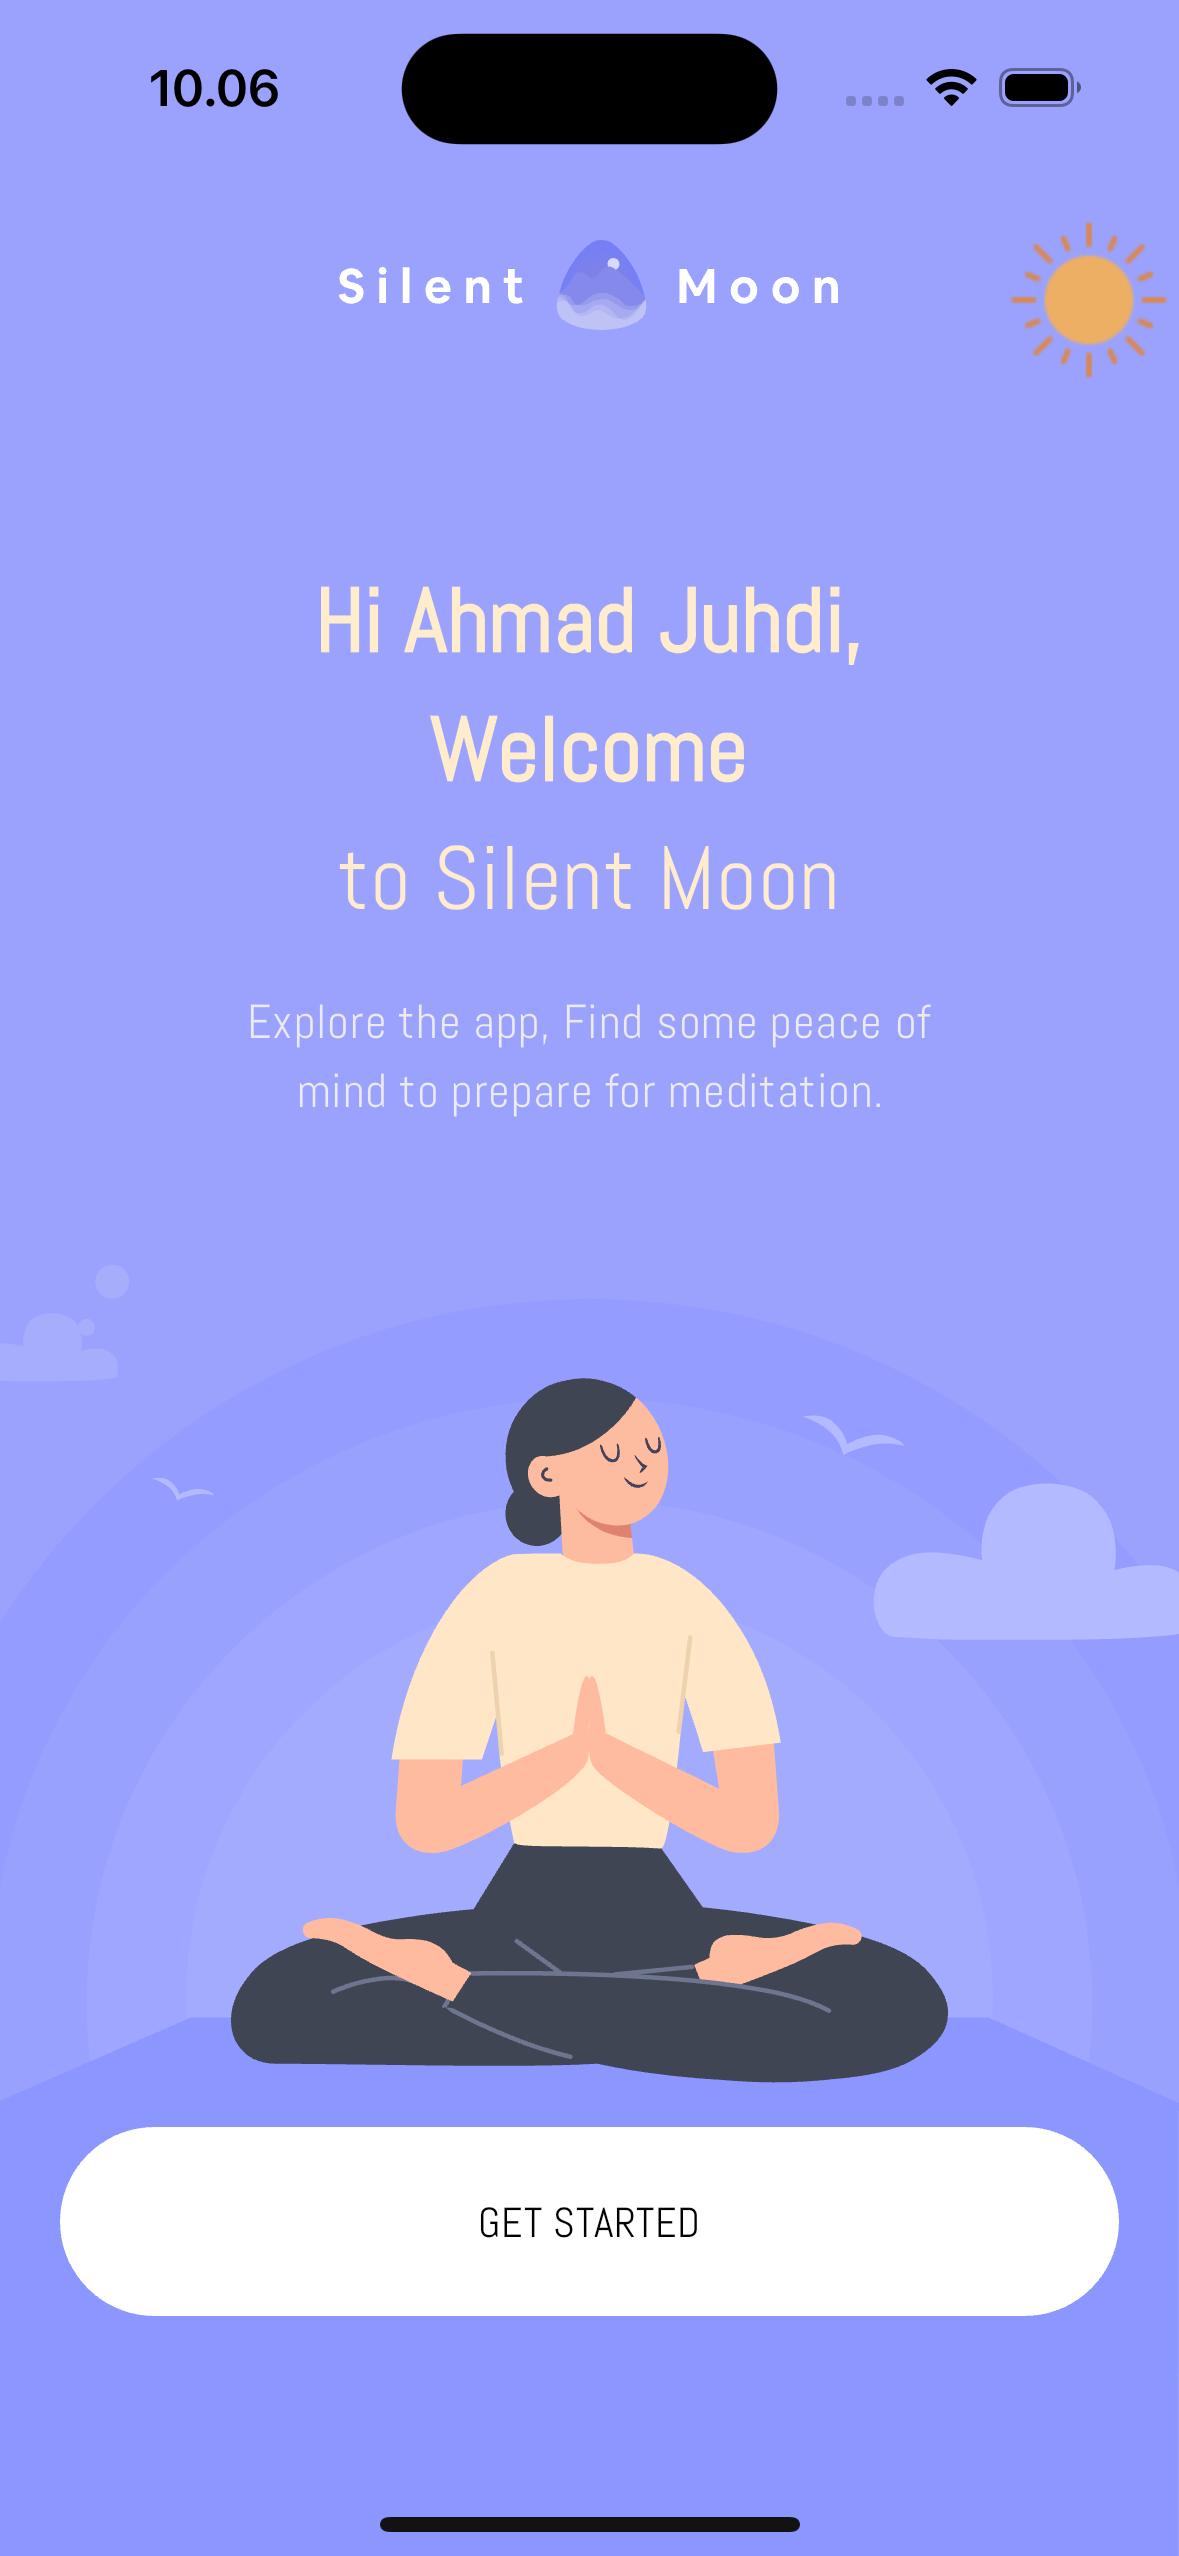 10.06
Silent Moon
Hi Ahmad Juhdi,
Welcome
to Silent Moon
Explore the app, Find some peace of
mind to prepare for meditation.
GET STARTED